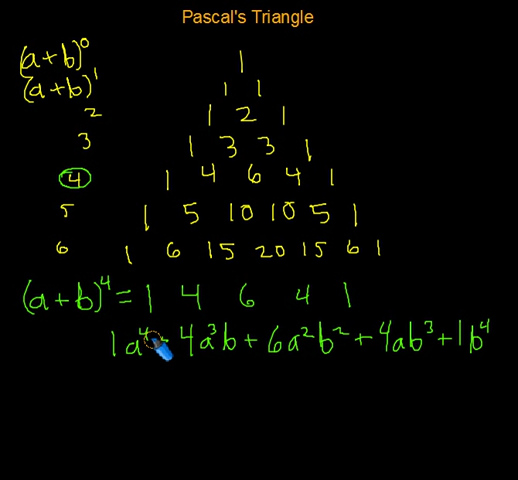 Pascal's Triangle
(a+b)⁰ 1
(a+b)¹ 1 1
2 1 2 1
3 1 3 3 1
4 1 4 6 4 1
5 1 5 10 10 5 1
6 1 6 15 20 15 6 1
(a+b)⁴ = 1 4 6 4 1
1a⁴ 4a³b + 6a²b² + 4ab³ + 1b⁴